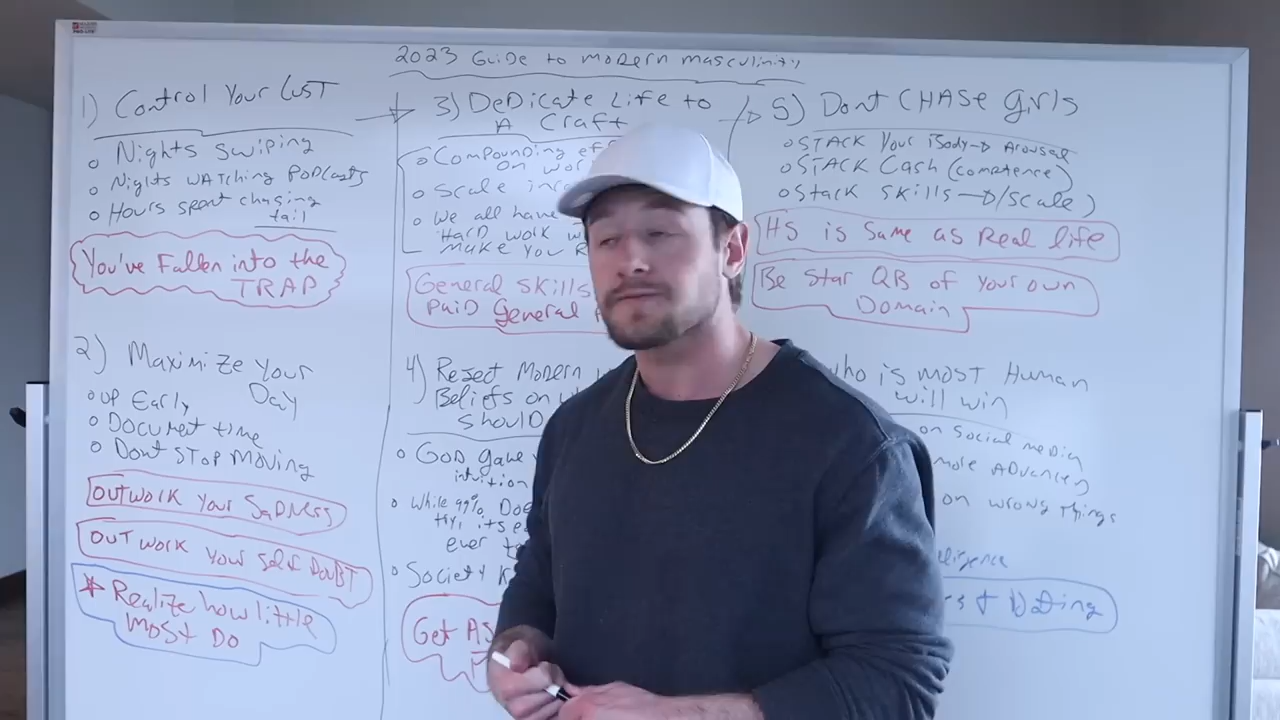 2023 Guide to modern masculinity
1) Control Your LUST
o Nights Swiping
o Nights watching Podcasts
o Hours spent chasing
tail
You've Fallen into the
TRAP
2) Maximize Your
Day
o UP Early
o Document time
o Dont STOP Moving
OUTWORK Your SaDNess
OUTWORK Your Self DOUBT
* Realize how little
MOST DO
3) DeDicate Life to
A Craft
o Compounding
on
o Scale
o We all have
HarD work
make you
General Skills
PaiD General
4) Reject Modern
Beliefs on
should
o GOD gave
intuition
o While 99% Doe
try, its
ever
o Society
Get
5) Dont CHASE Girls
o STACK Your Body → Arousal
o STACK Cash (Competence)
o Stack Skills → /Scale)
HS is Same as Real life
Be Star QB of Your own
Domain
who is most Human
will win
on social media
more ADVanced
on wrong things
& Dating